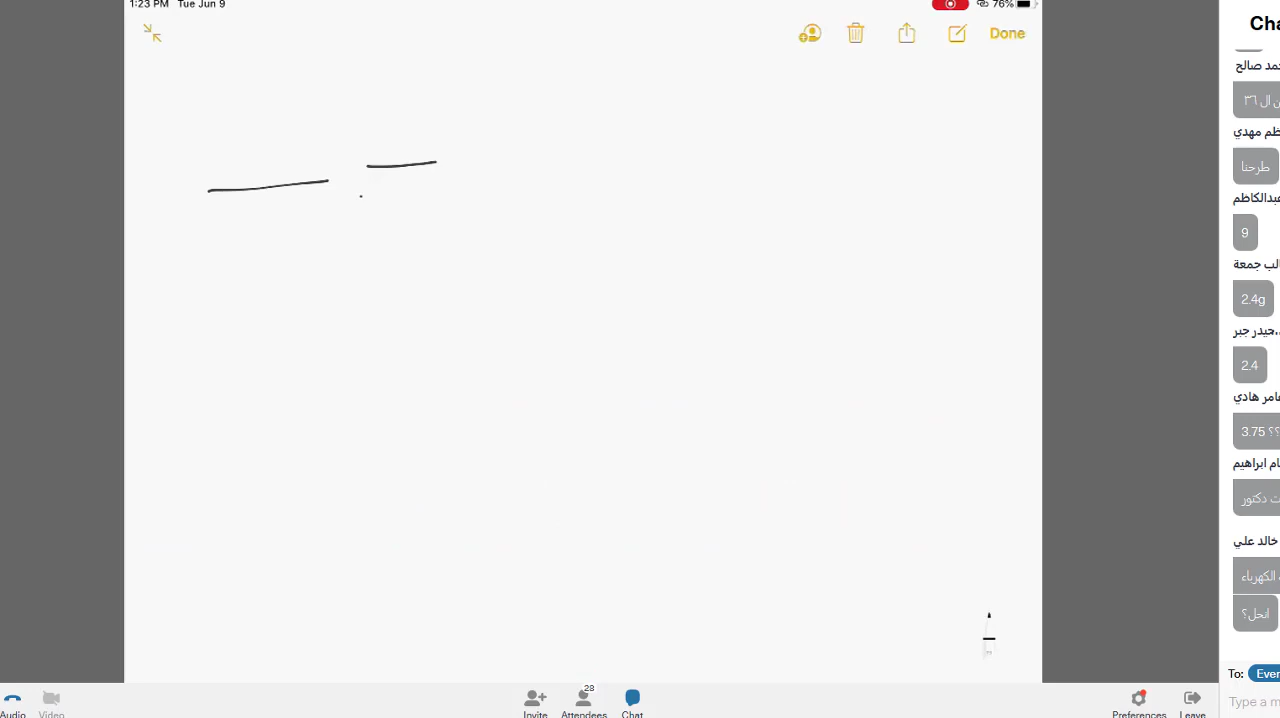 1:23 PM Tue Jun 9
76%
Done
Cha
مد صالح
ن ال ٣٦
ظم مهدي
طرحنا
عبدالكاظم
9
لب جمعة
2.4g
حيدر جبر
2.4
عامر هادي
3.75 ؟؟
ام ابراهيم
ت دكتور
خالد علي
الكهرباء
انحل؟
To: Ever
Type a m
Audio
Video
Invite
28
Attendees
Chat
Preferences
Leave